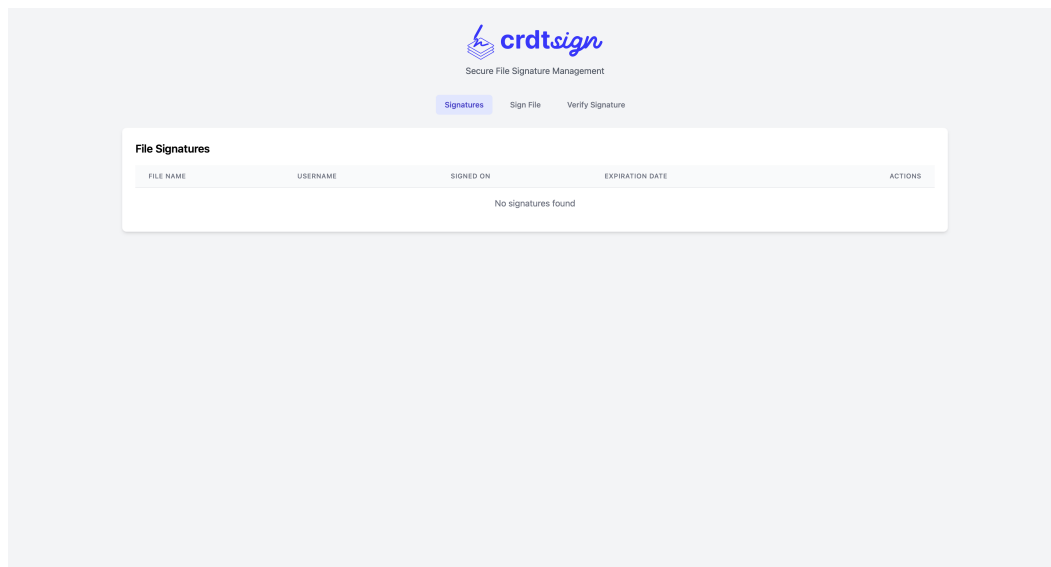 crdtsign
Secure File Signature Management
Signatures Sign File Verify Signature
File Signatures
FILE NAME USERNAME SIGNED ON EXPIRATION DATE ACTIONS
No signatures found